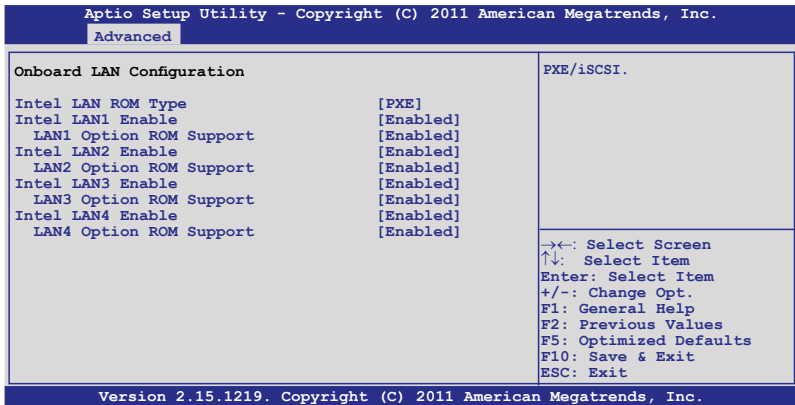 Aptio Setup Utility - Copyright (C) 2011 American Megatrends, Inc.
Advanced
Onboard LAN Configuration
Intel LAN ROM Type [PXE]
Intel LAN1 Enable [Enabled]
LAN1 Option ROM Support [Enabled]
Intel LAN2 Enable [Enabled]
LAN2 Option ROM Support [Enabled]
Intel LAN3 Enable [Enabled]
LAN3 Option ROM Support [Enabled]
Intel LAN4 Enable [Enabled]
LAN4 Option ROM Support [Enabled]
PXE/iSCSI.
→←: Select Screen
↑↓: Select Item
Enter: Select Item
+/-: Change Opt.
F1: General Help
F2: Previous Values
F5: Optimized Defaults
F10: Save & Exit
ESC: Exit
Version 2.15.1219. Copyright (C) 2011 American Megatrends, Inc.